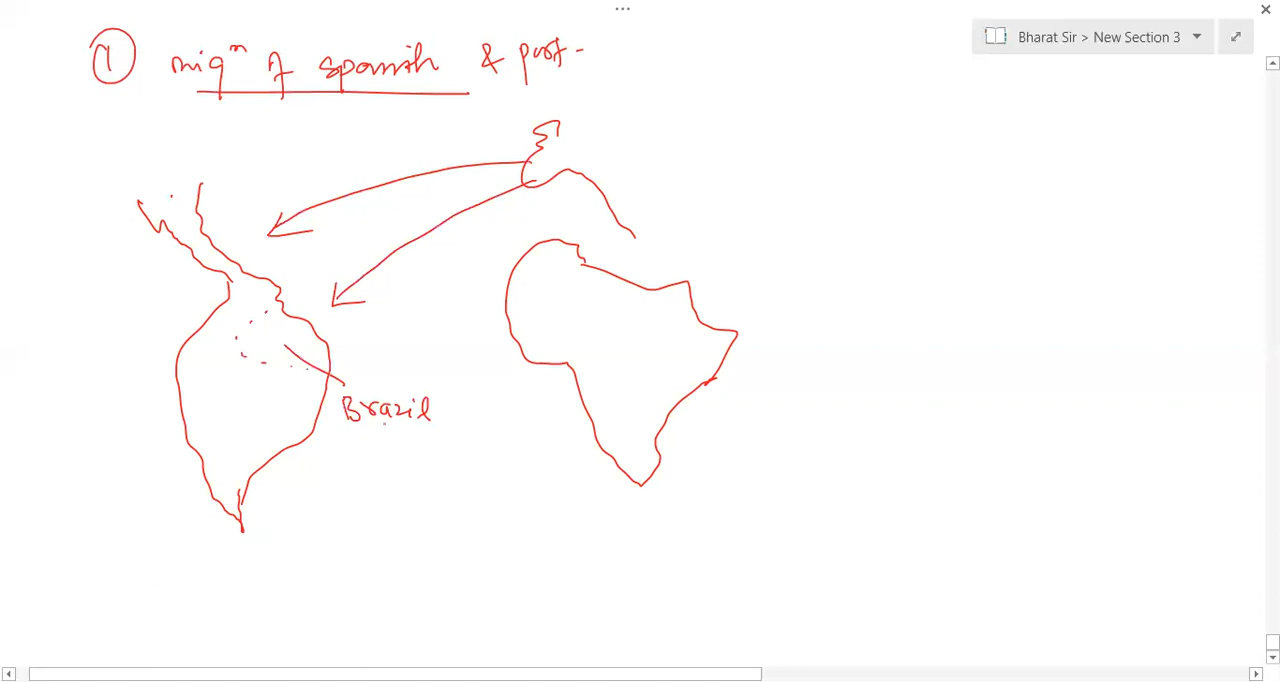 Bharat Sir > New Section 3
① migⁿ of Spanish & port -
Brazil